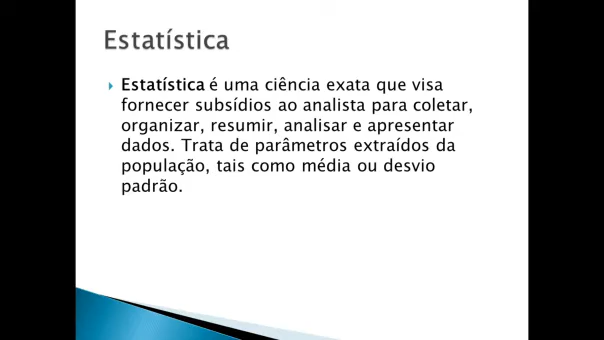 Estatística
Estatística é uma ciência exata que visa
fornecer subsídios ao analista para coletar,
organizar, resumir, analisar e apresentar
dados. Trata de parâmetros extraídos da
população, tais como média ou desvio
padrão.